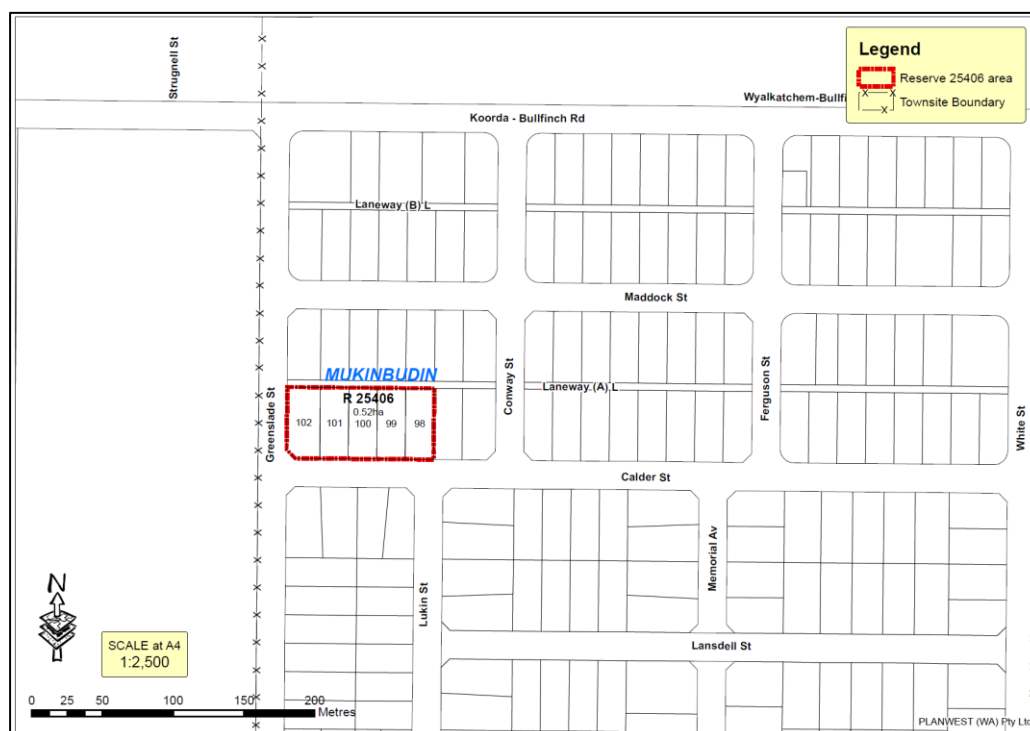 Strugnell St
Legend
Reserve 25406 area
X X
Townsite Boundary
X
Koorda - Bullfinch Rd
Laneway (B) L
Maddock St
MUKINBUDIN
R 25406
0.52ha
102 101 100 99 98
Greenslade St
Conway St
Laneway (A) L
Ferguson St
White St
Calder St
Lukin St
Memorial Av
Lansdell St
N
SCALE at A4
1:2,500
0 25 50 100 150 200
Metres
PLANWEST (WA) Pty Ltd